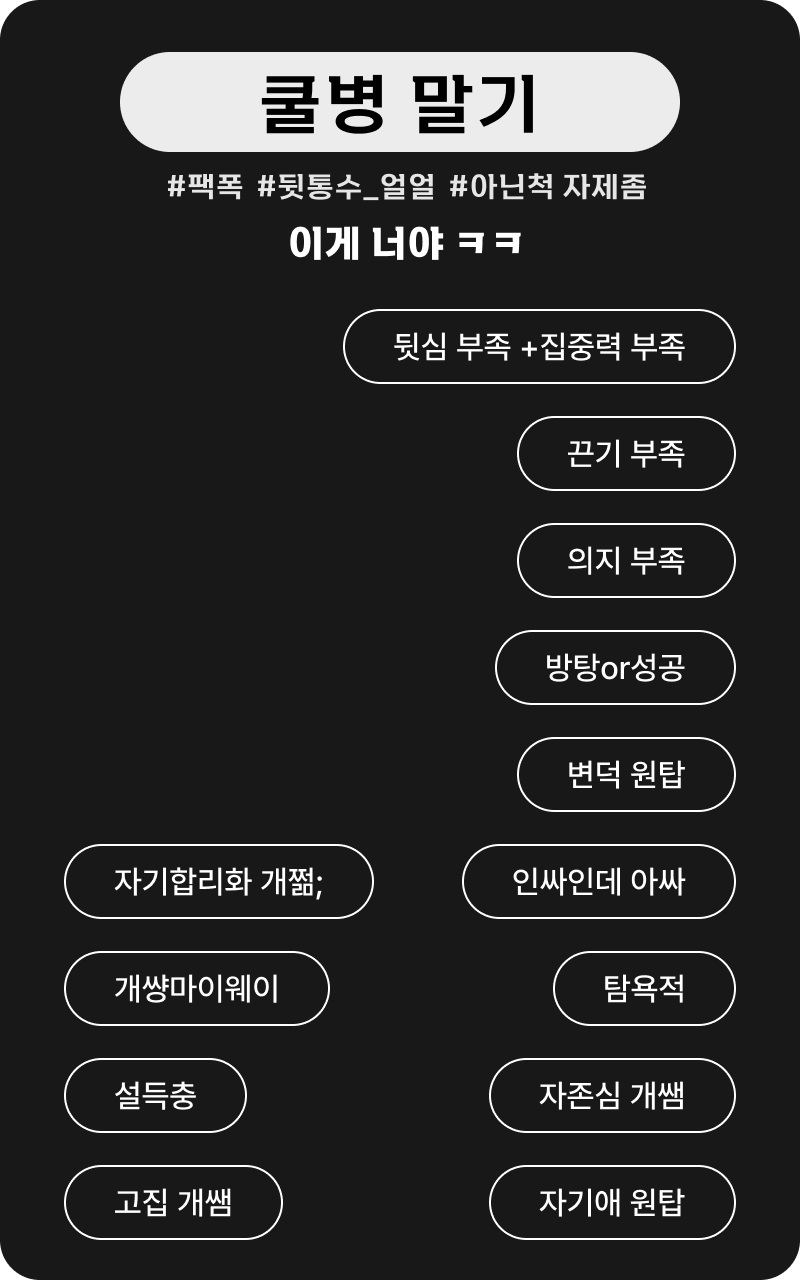 쿨병 말기
#팩폭 #뒷통수_얼얼 #아닌척 자제좀
이게 너야 ㅋㅋ
뒷심 부족 +집중력 부족
끈기 부족
의지 부족
방탕or성공
변덕 원탑
자기합리화 개쩖;
인싸인데 아싸
개썅마이웨이
탐욕적
설득충
자존심 개쌤
고집 개쌤
자기애 원탑